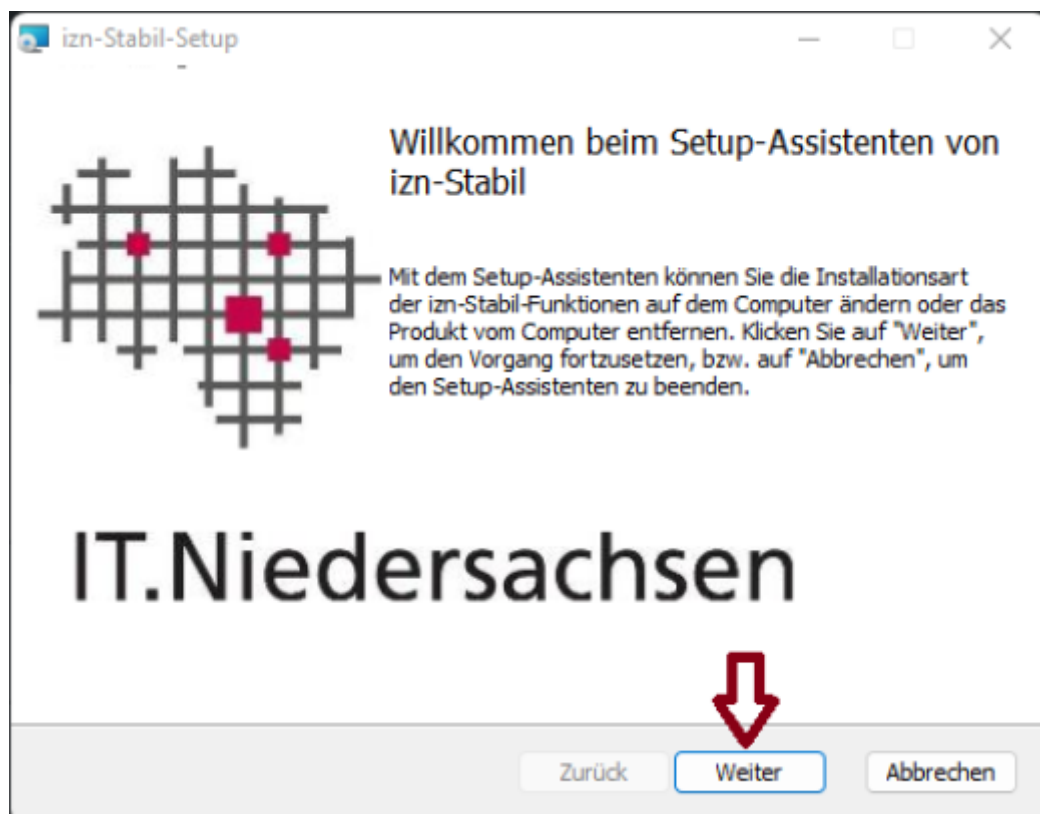 izn-Stabil-Setup
Willkommen beim Setup-Assistenten von
izn-Stabil
Mit dem Setup-Assistenten können Sie die Installationsart
der izn-Stabil-Funktionen auf dem Computer ändern oder das
Produkt vom Computer entfernen. Klicken Sie auf "Weiter",
um den Vorgang fortzusetzen, bzw. auf "Abbrechen", um
den Setup-Assistenten zu beenden.
IT.Niedersachsen
Zurück Weiter Abbrechen